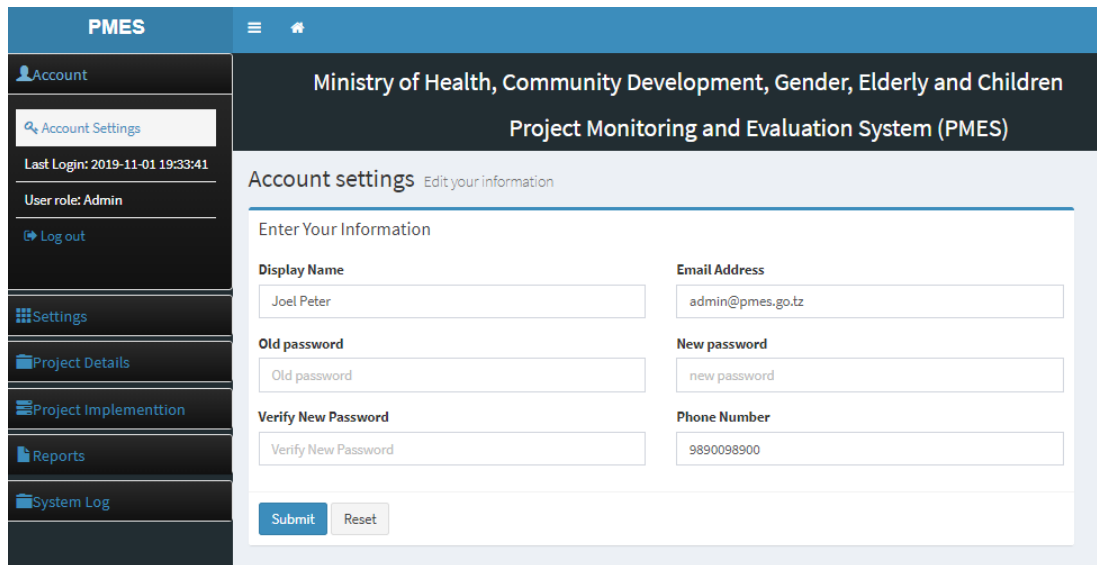 PMES
Account
Account Settings
Last Login: 2019-11-01 19:33:41
User role: Admin
Log out
Settings
Project Details
Project Implementtion
Reports
System Log
Ministry of Health, Community Development, Gender, Elderly and Children
Project Monitoring and Evaluation System (PMES)
Account settings Edit your information
Enter Your Information
Display Name
Joel Peter
Email Address
admin@pmes.go.tz
Old password
Old password
New password
new password
Verify New Password
Verify New Password
Phone Number
9890098900
Submit Reset